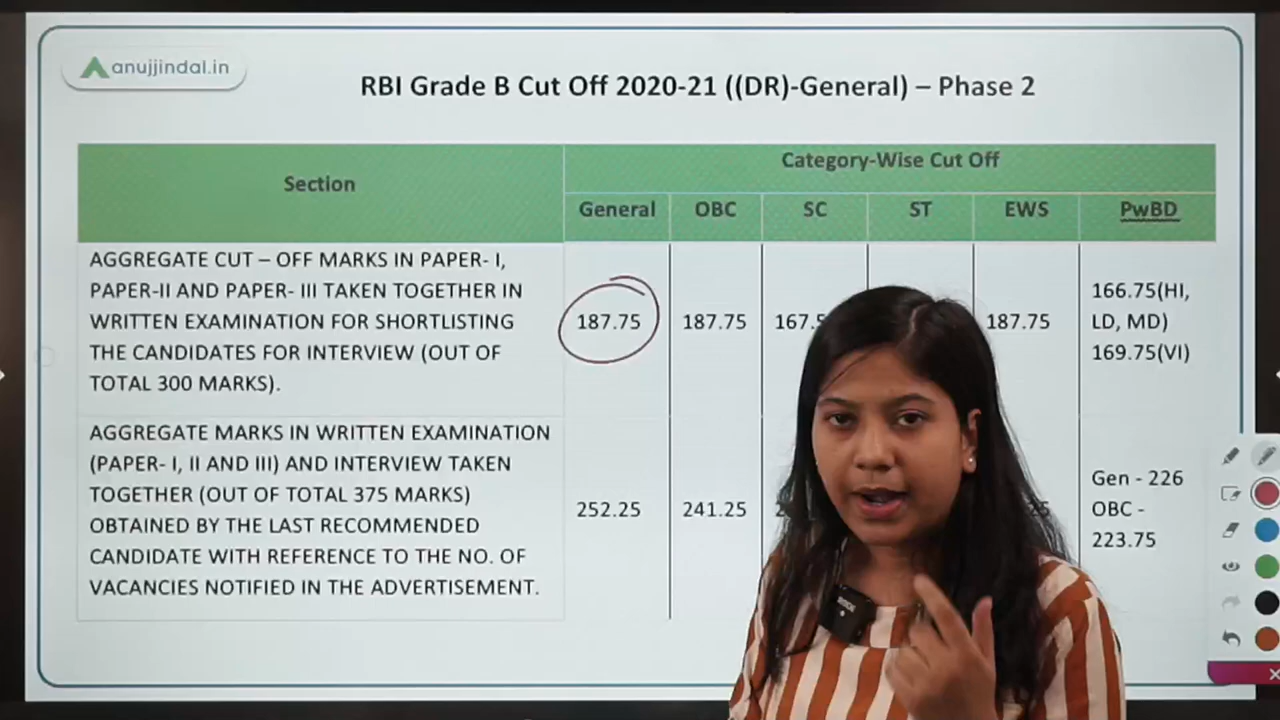 anujjindal.in
RBI Grade B Cut Off 2020-21 ((DR)-General) – Phase 2
Section
Category-Wise Cut Off
General OBC SC ST EWS PwBD
AGGREGATE CUT – OFF MARKS IN PAPER- I,
PAPER-II AND PAPER- III TAKEN TOGETHER IN
WRITTEN EXAMINATION FOR SHORTLISTING
THE CANDIDATES FOR INTERVIEW (OUT OF
TOTAL 300 MARKS).
187.75 187.75 187.75
166.75(HI,
LD, MD)
169.75(VI)
AGGREGATE MARKS IN WRITTEN EXAMINATION
(PAPER- I, II AND III) AND INTERVIEW TAKEN
TOGETHER (OUT OF TOTAL 375 MARKS)
OBTAINED BY THE LAST RECOMMENDED
CANDIDATE WITH REFERENCE TO THE NO. OF
VACANCIES NOTIFIED IN THE ADVERTISEMENT.
252.25 241.25
Gen - 226
OBC -
223.75